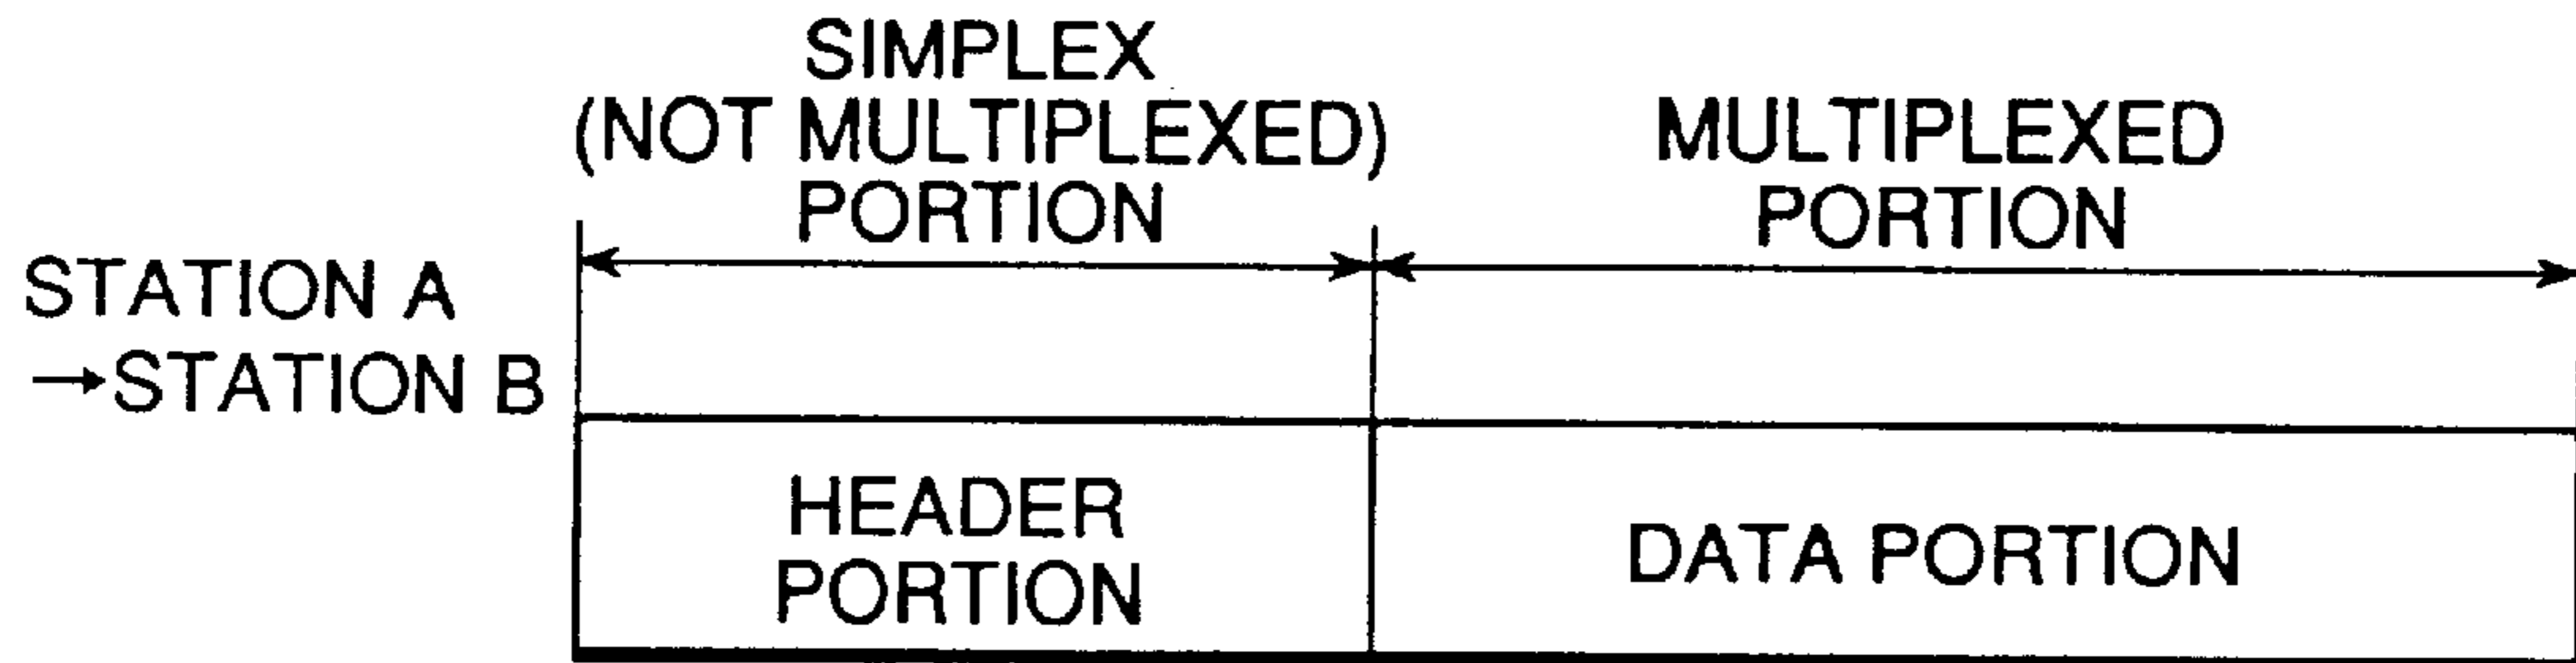 SIMPLEX
(NOT MULTIPLEXED)
PORTION
MULTIPLEXED
PORTION
STATION A
→STATION B
HEADER
PORTION
DATA PORTION